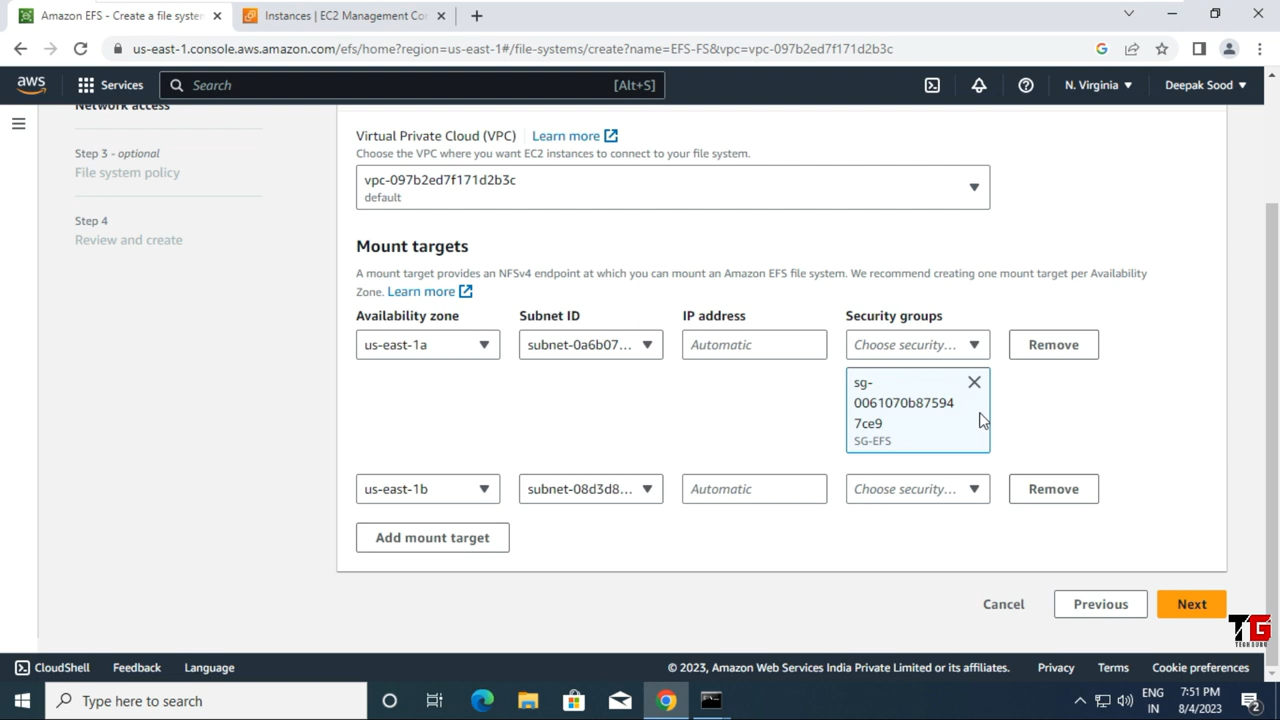 Amazon EFS - Create a file system
Instances | EC2 Management Con
us-east-1.console.aws.amazon.com/efs/home?region=us-east-1#/file-systems/create?name=EFS-FS&vpc=vpc-097b2ed7f171d2b3c
aws
Services
Search
[Alt+S]
N. Virginia
Deepak Sood
Network access
Step 3 - optional
File system policy
Step 4
Review and create
Virtual Private Cloud (VPC)
Learn more
Choose the VPC where you want EC2 instances to connect to your file system.
vpc-097b2ed7f171d2b3c
default
Mount targets
A mount target provides an NFSv4 endpoint at which you can mount an Amazon EFS file system. We recommend creating one mount target per Availability
Zone. Learn more
Availability zone
Subnet ID
IP address
Security groups
us-east-1a
subnet-0a6b07...
Automatic
Choose security...
Remove
sg-
0061070b87594
7ce9
SG-EFS
us-east-1b
subnet-08d3d8...
Automatic
Choose security...
Remove
Add mount target
Cancel
Previous
Next
TG
TECH GURU
CloudShell
Feedback
Language
© 2023, Amazon Web Services India Private Limited or its affiliates.
Privacy
Terms
Cookie preferences
Type here to search
ENG
IN
7:51 PM
8/4/2023
2